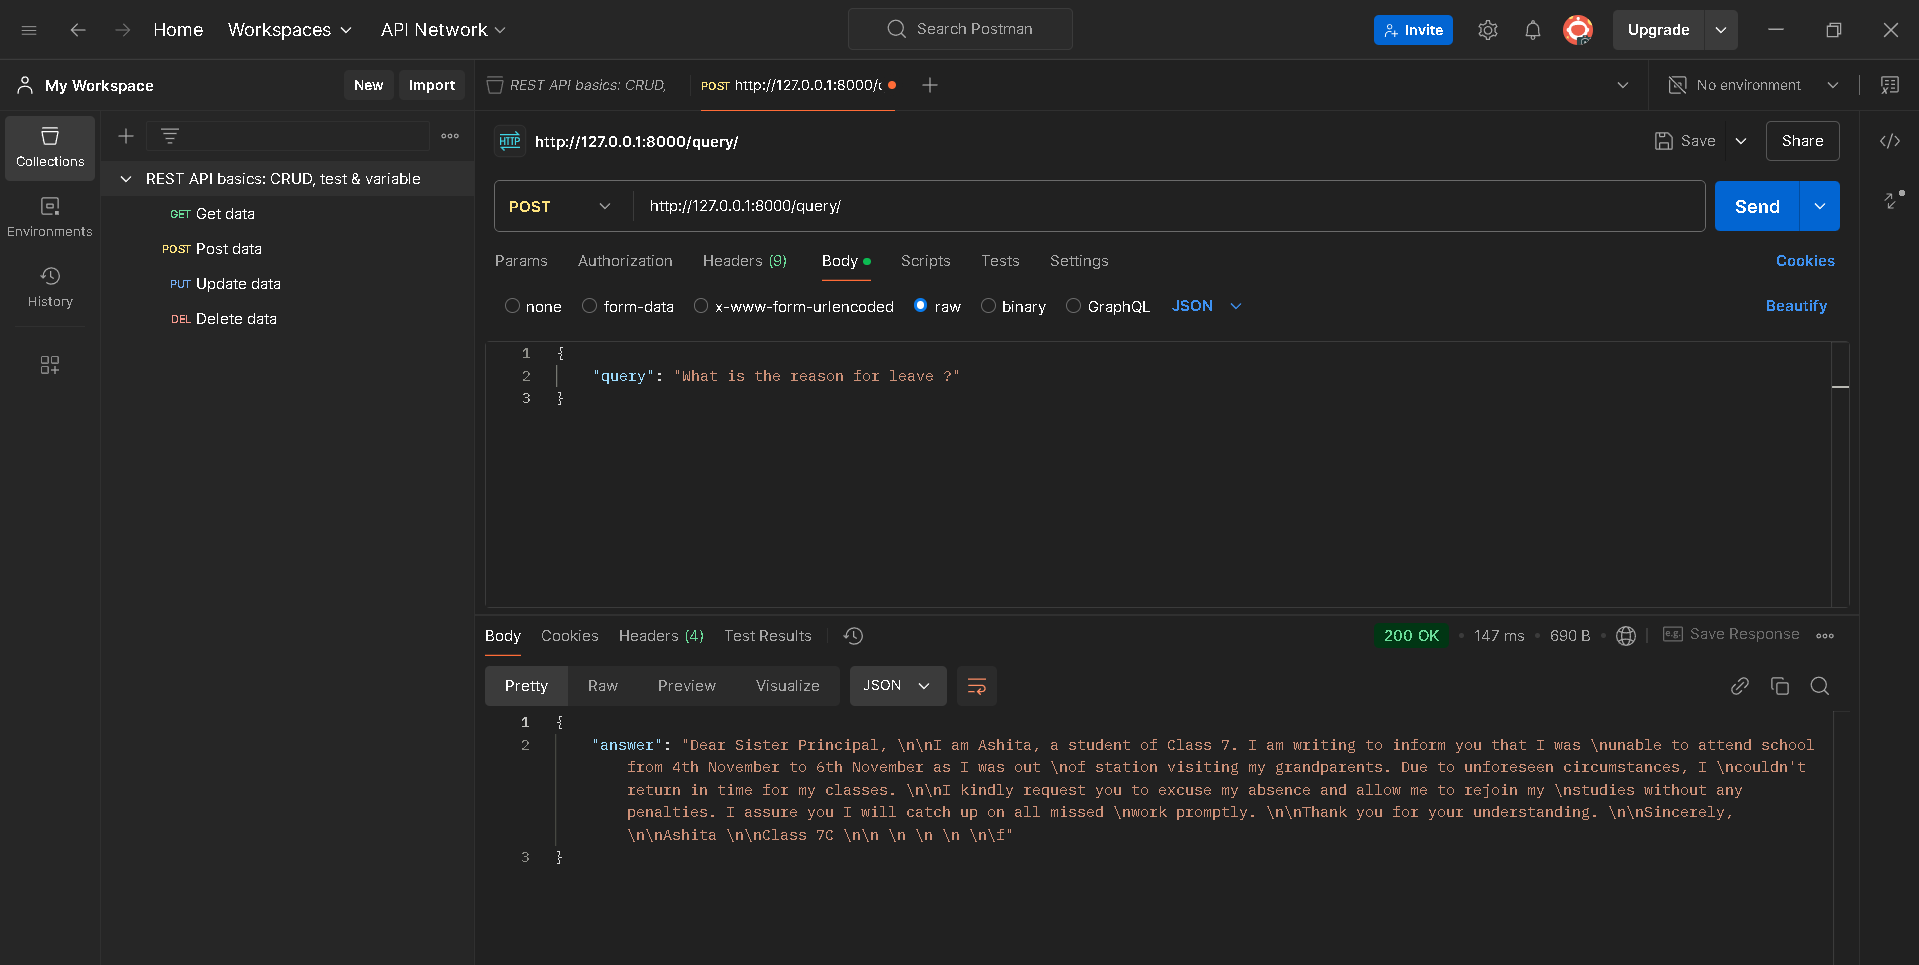 Home Workspaces API Network Search Postman Invite Upgrade
My Workspace New Import REST API basics: CRUD, POST http://127.0.0.1:8000/ No environment
Collections
Environments
History
REST API basics: CRUD, test & variable
GET Get data
POST Post data
PUT Update data
DEL Delete data
HTTP http://127.0.0.1:8000/query/ Save Share
POST http://127.0.0.1:8000/query/ Send
Params Authorization Headers (9) Body Scripts Tests Settings Cookies
none form-data x-www-form-urlencoded raw binary GraphQL JSON Beautify
1 {
2 "query": "What is the reason for leave ?"
3 }
Body Cookies Headers (4) Test Results 200 OK 147 ms 690 B e.g. Save Response
Pretty Raw Preview Visualize JSON
1 {
2 "answer": "Dear Sister Principal, \n\nI am Ashita, a student of Class 7. I am writing to inform you that I was \nunable to attend school
from 4th November to 6th November as I was out \nof station visiting my grandparents. Due to unforeseen circumstances, I \ncouldn't
return in time for my classes. \n\nI kindly request you to excuse my absence and allow me to rejoin my \nstudies without any
penalties. I assure you I will catch up on all missed \nwork promptly. \n\nThank you for your understanding. \n\nSincerely,
\n\nAshita \n\nClass 7C \n\n \n \n \n \n\f"
3 }